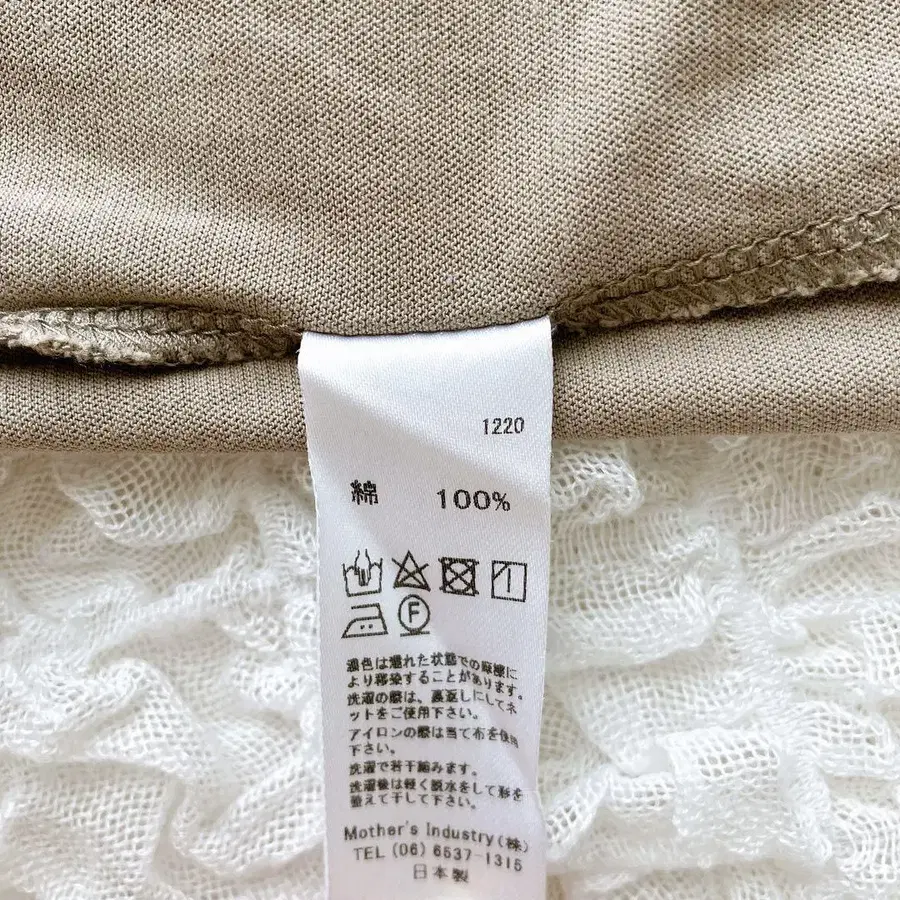 1220
綿 100%
F
濃色は濡れた状態での摩擦に
より移染することがあります。
洗濯の際は、裏返しにしてネ
ットをご使用下さい。
アイロンの際は当て布を使用
下さい。
洗濯で若干縮みます。
洗濯後は軽く脱水をして形を
整えて干して下さい。
Mother's Industry(株)
TEL (06) 6537-1315
日本製